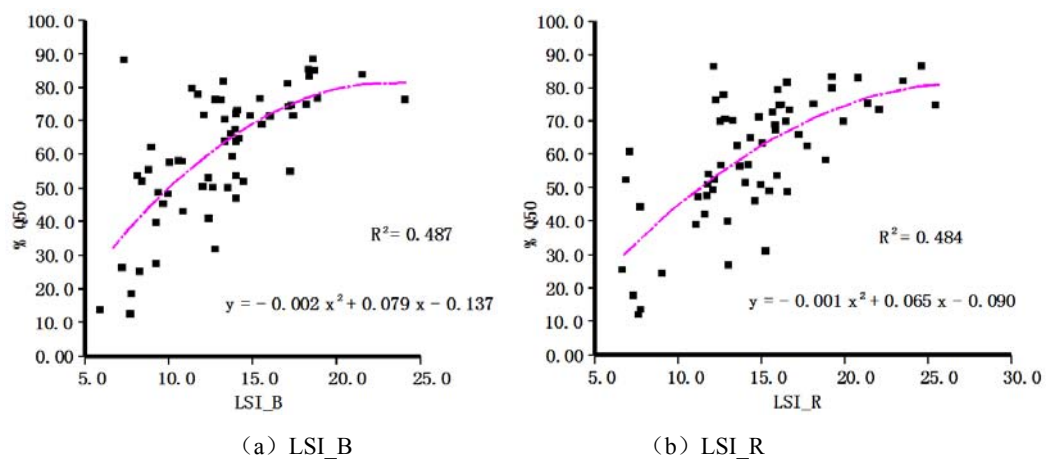 100. 0
90. 0
80. 0
70. 0
60. 0
50. 0
40. 0
30. 0
20. 0
10. 0
0. 00
% Q50
R²= 0. 487
y = − 0. 002 x² + 0. 079 x − 0. 137
5. 0 10. 0 15. 0 20. 0 25. 0
LSI_B
(a) LSI_B
100. 0
90. 0
80. 0
70. 0
60. 0
50. 0
40. 0
30. 0
20. 0
10. 0
0. 00
% Q50
R²= 0. 484
y = − 0. 001 x² + 0. 065 x − 0. 090
5. 0 10. 0 15. 0 20. 0 25. 0 30. 0
LSI_R
(b) LSI_R